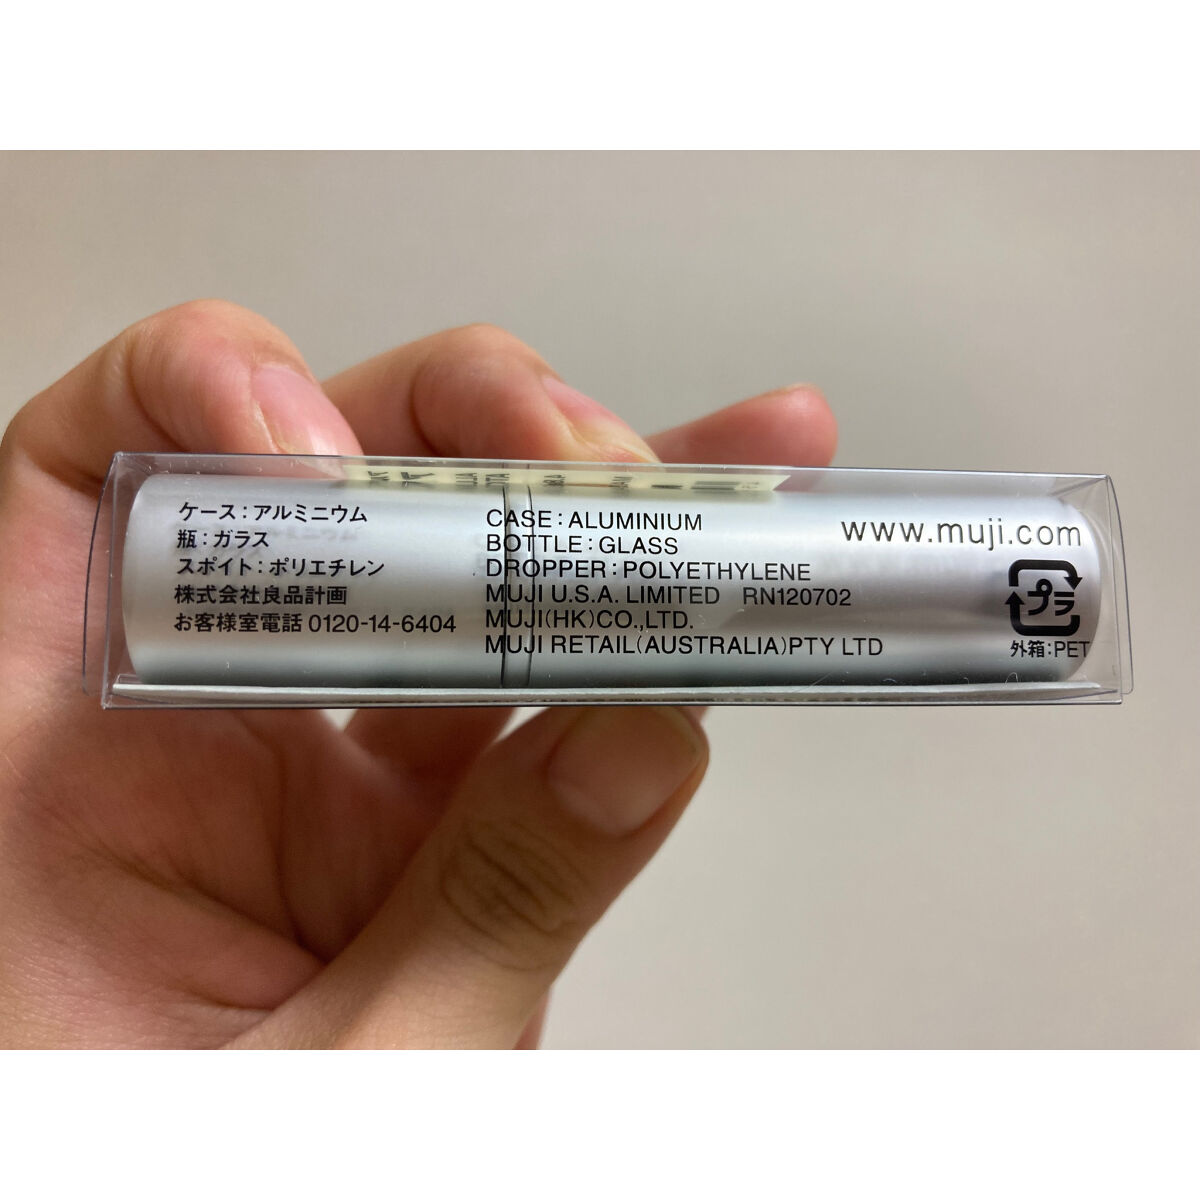 ケース：アルミニウム
瓶：ガラス
スポイト：ポリエチレン
株式会社良品計画
お客様室電話 0120-14-6404
CASE：ALUMINIUM
BOTTLE：GLASS
DROPPER：POLYETHYLENE
MUJI U.S.A. LIMITED RN120702
MUJI(HK)CO.,LTD.
MUJI RETAIL(AUSTRALIA)PTY LTD
www.muji.com
プラ
外箱：PET